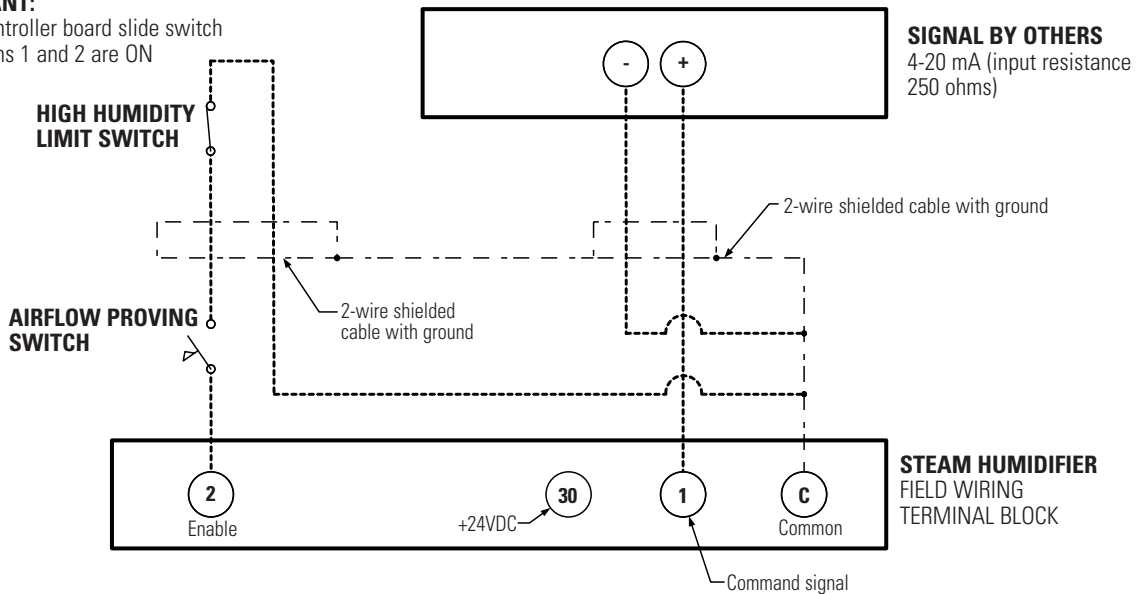 ntroller board slide switch
ns 1 and 2 are ON
HIGH HUMIDITY
LIMIT SWITCH
- +
SIGNAL BY OTHERS
4-20 mA (input resistance
250 ohms)
2-wire shielded cable with ground
2-wire shielded
cable with ground
AIRFLOW PROVING
SWITCH
2
Enable
30
+24VDC
1
Command signal
C
Common
STEAM HUMIDIFIER
FIELD WIRING
TERMINAL BLOCK